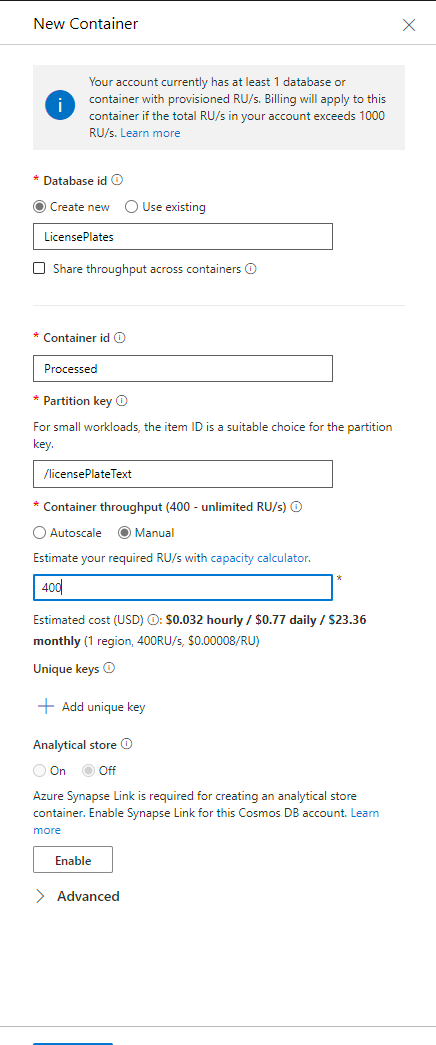 New Container
Your account currently has at least 1 database or
container with provisioned RU/s. Billing will apply to this
container if the total RU/s in your account exceeds 1000
RU/s. Learn more
* Database id
Create new Use existing
LicensePlates
Share throughput across containers
* Container id
Processed
* Partition key
For small workloads, the item ID is a suitable choice for the partition
key.
/licensePlateText
* Container throughput (400 - unlimited RU/s)
Autoscale Manual
Estimate your required RU/s with capacity calculator.
400 *
Estimated cost (USD) : $0.032 hourly / $0.77 daily / $23.36
monthly (1 region, 400RU/s, $0.00008/RU)
Unique keys
Add unique key
Analytical store
On Off
Azure Synapse Link is required for creating an analytical store
container. Enable Synapse Link for this Cosmos DB account. Learn
more
Enable
Advanced